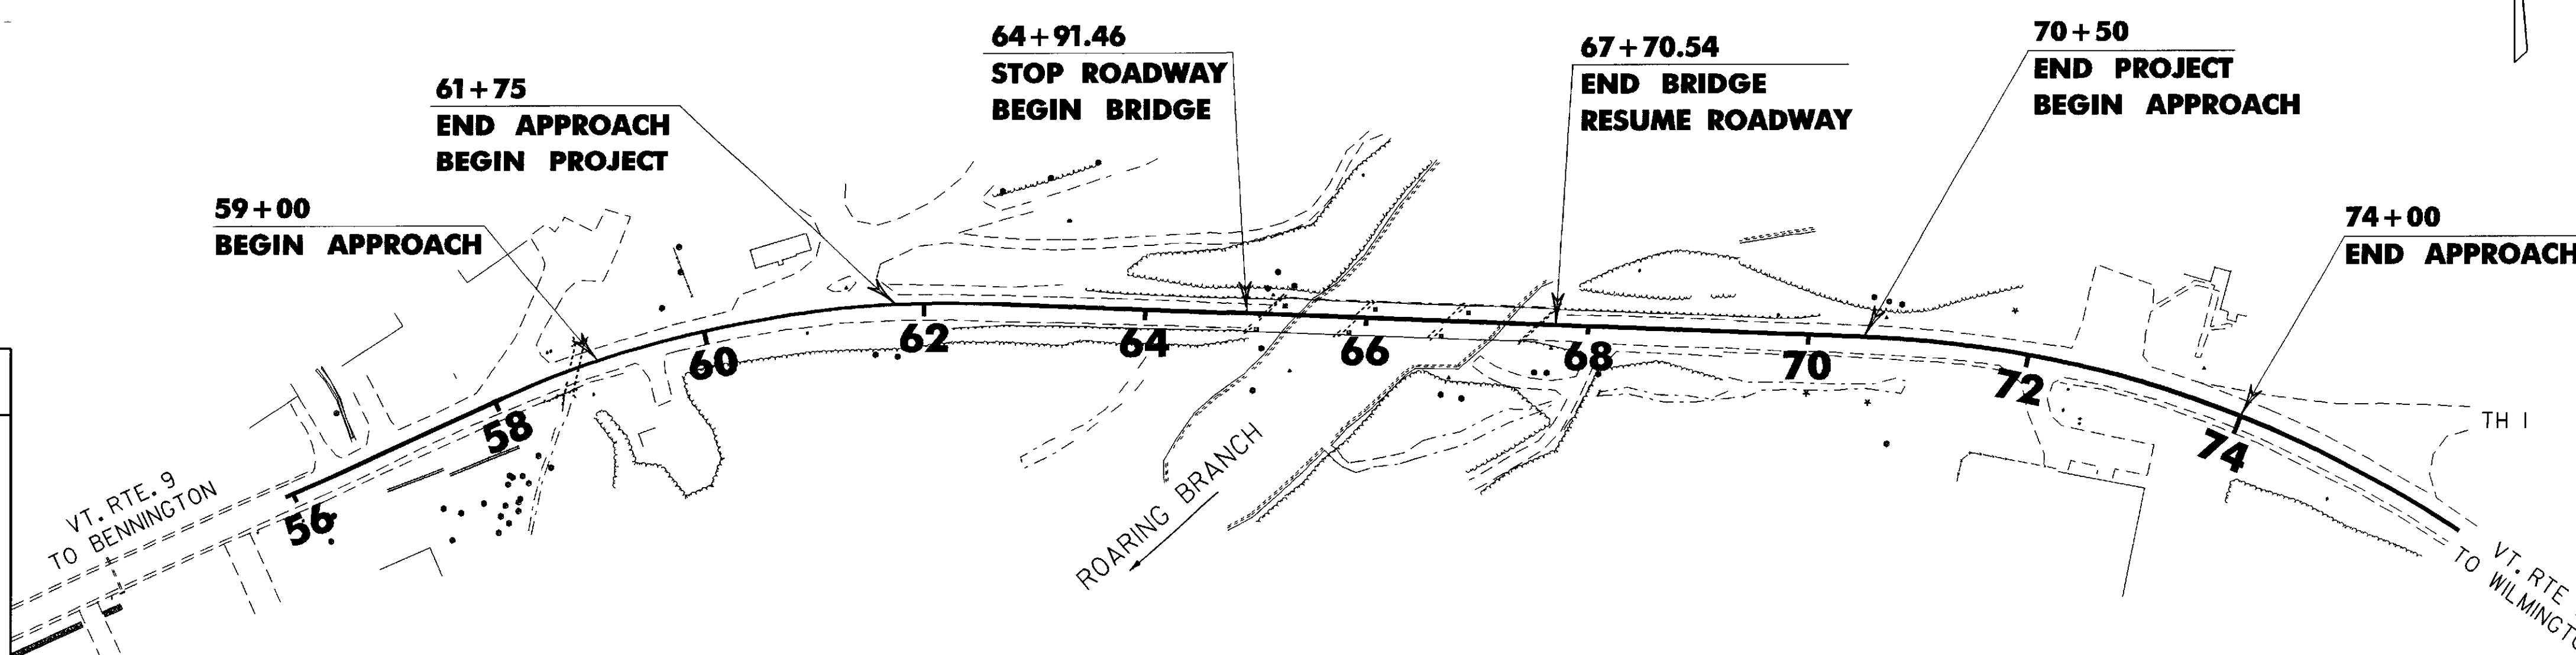 64+91.46
STOP ROADWAY
BEGIN BRIDGE
67+70.54
END BRIDGE
RESUME ROADWAY
70+50
END PROJECT
BEGIN APPROACH
61+75
END APPROACH
BEGIN PROJECT
59+00
BEGIN APPROACH
74+00
END APPROACH
56
58
60
62
64
66
68
70
72
74
VT. RTE. 9
TO BENNINGTON
ROARING BRANCH
TH 1
VT. RTE
TO WILMINGT